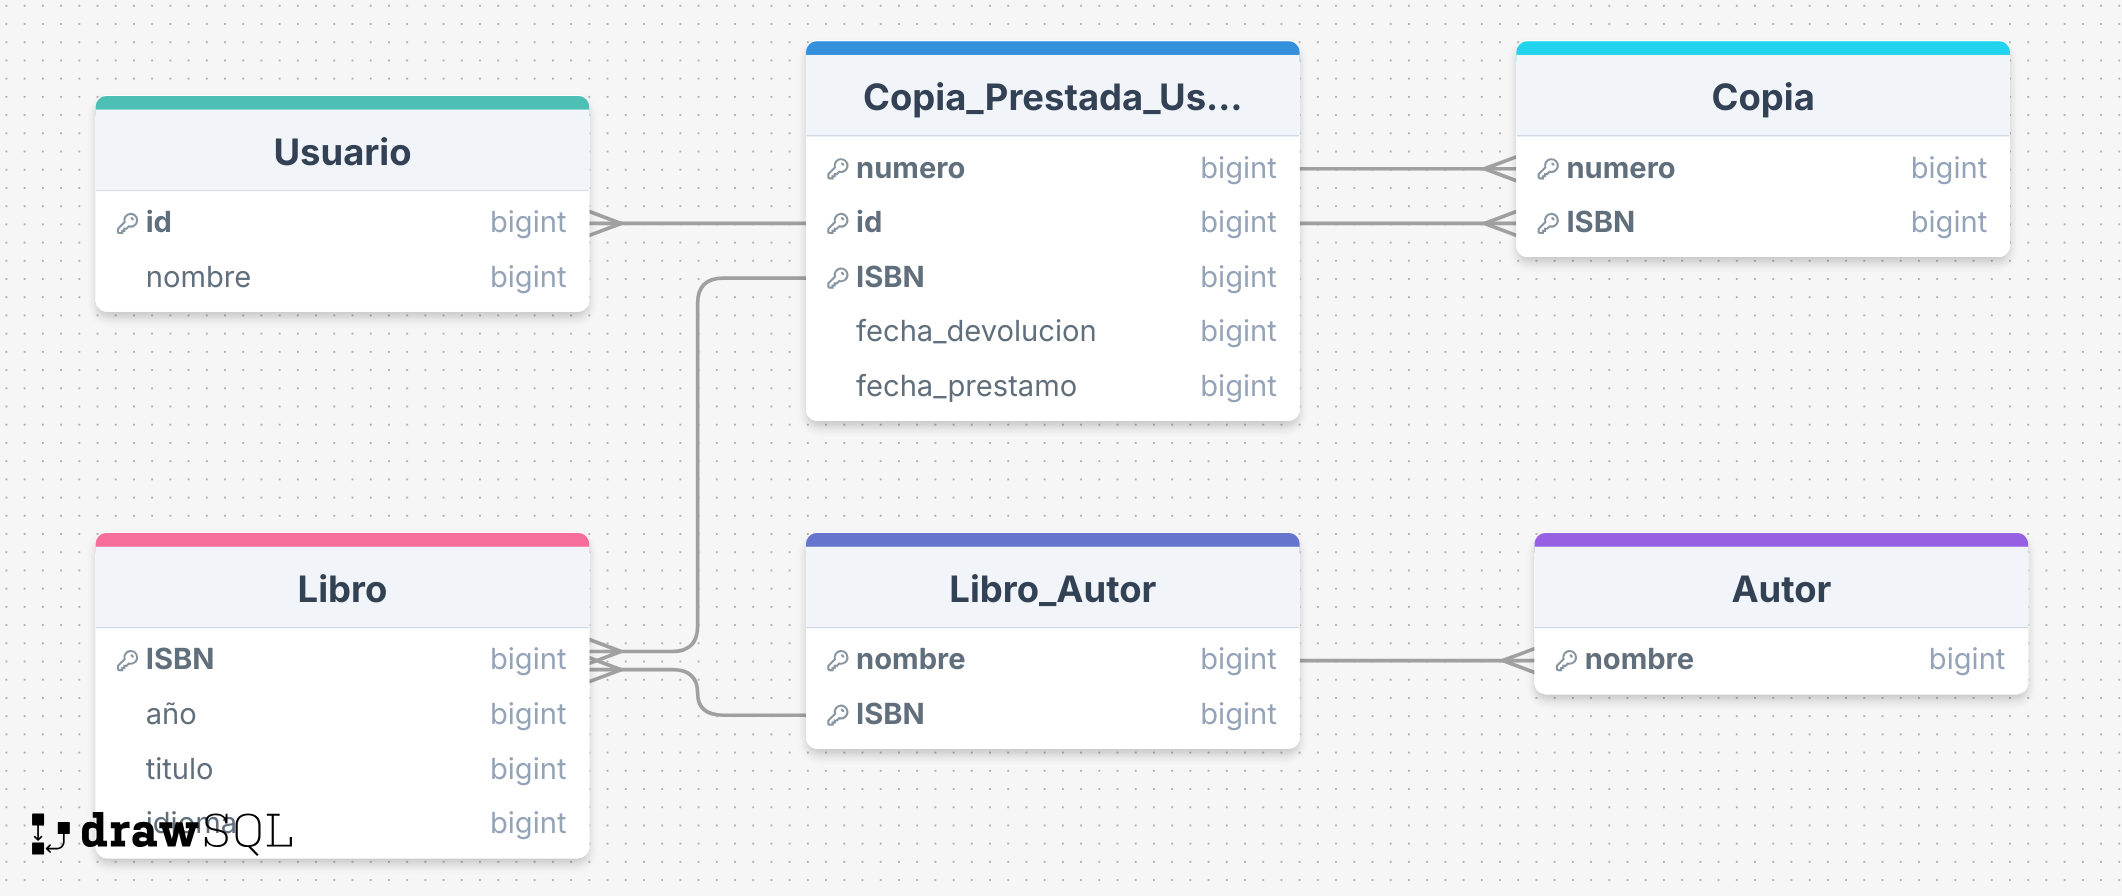 Usuario
id bigint
nombre bigint
Copia_Prestada_Us...
numero bigint
id bigint
ISBN bigint
fecha_devolucion bigint
fecha_prestamo bigint
Copia
numero bigint
ISBN bigint
Libro
ISBN bigint
año bigint
titulo bigint
idioma bigint
Libro_Autor
nombre bigint
ISBN bigint
Autor
nombre bigint
drawSQL